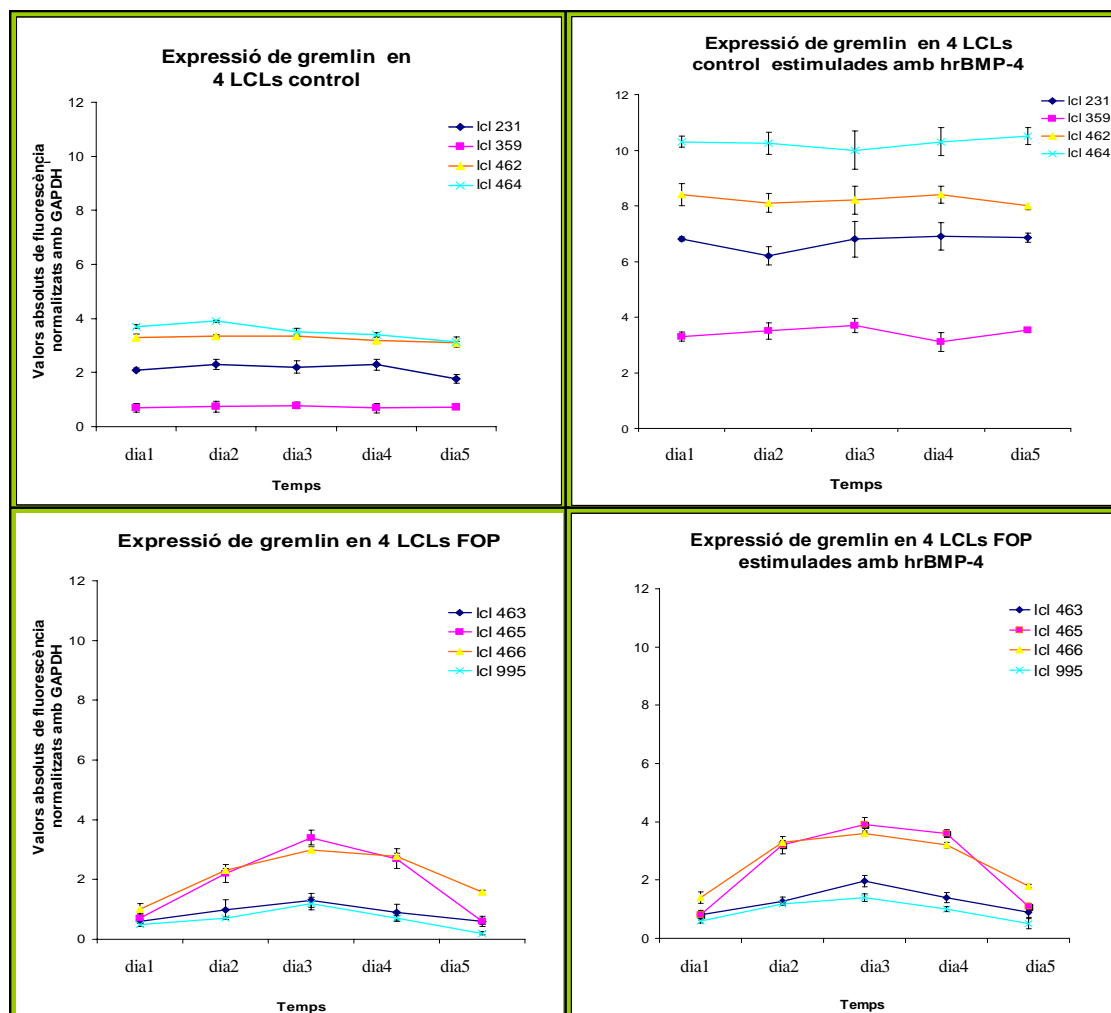 Expressió de gremlin en
4 LCLs control
Valors absoluts de fluorescència
normalitzats amb GAPDH
12
10
8
6
4
2
0
lcl 231
lcl 359
lcl 462
lcl 464
dia1 dia2 dia3 dia4 dia5
Temps
Expressió de gremlin en 4 LCLs
control estimulades amb hrBMP-4
12
10
8
6
4
2
0
lcl 231
lcl 359
lcl 462
lcl 464
dia1 dia2 dia3 dia4 dia5
Temps
Expressió de gremlin en 4 LCLs FOP
Valors absoluts de fluorescència
normalitzats amb GAPDH
12
10
8
6
4
2
0
lcl 463
lcl 465
lcl 466
lcl 995
dia1 dia2 dia3 dia4 dia5
Temps
Expressió de gremlin en 4 LCLs FOP
estimulades amb hrBMP-4
12
10
8
6
4
2
0
lcl 463
lcl 465
lcl 466
lcl 995
dia1 dia2 dia3 dia4 dia5
Temps